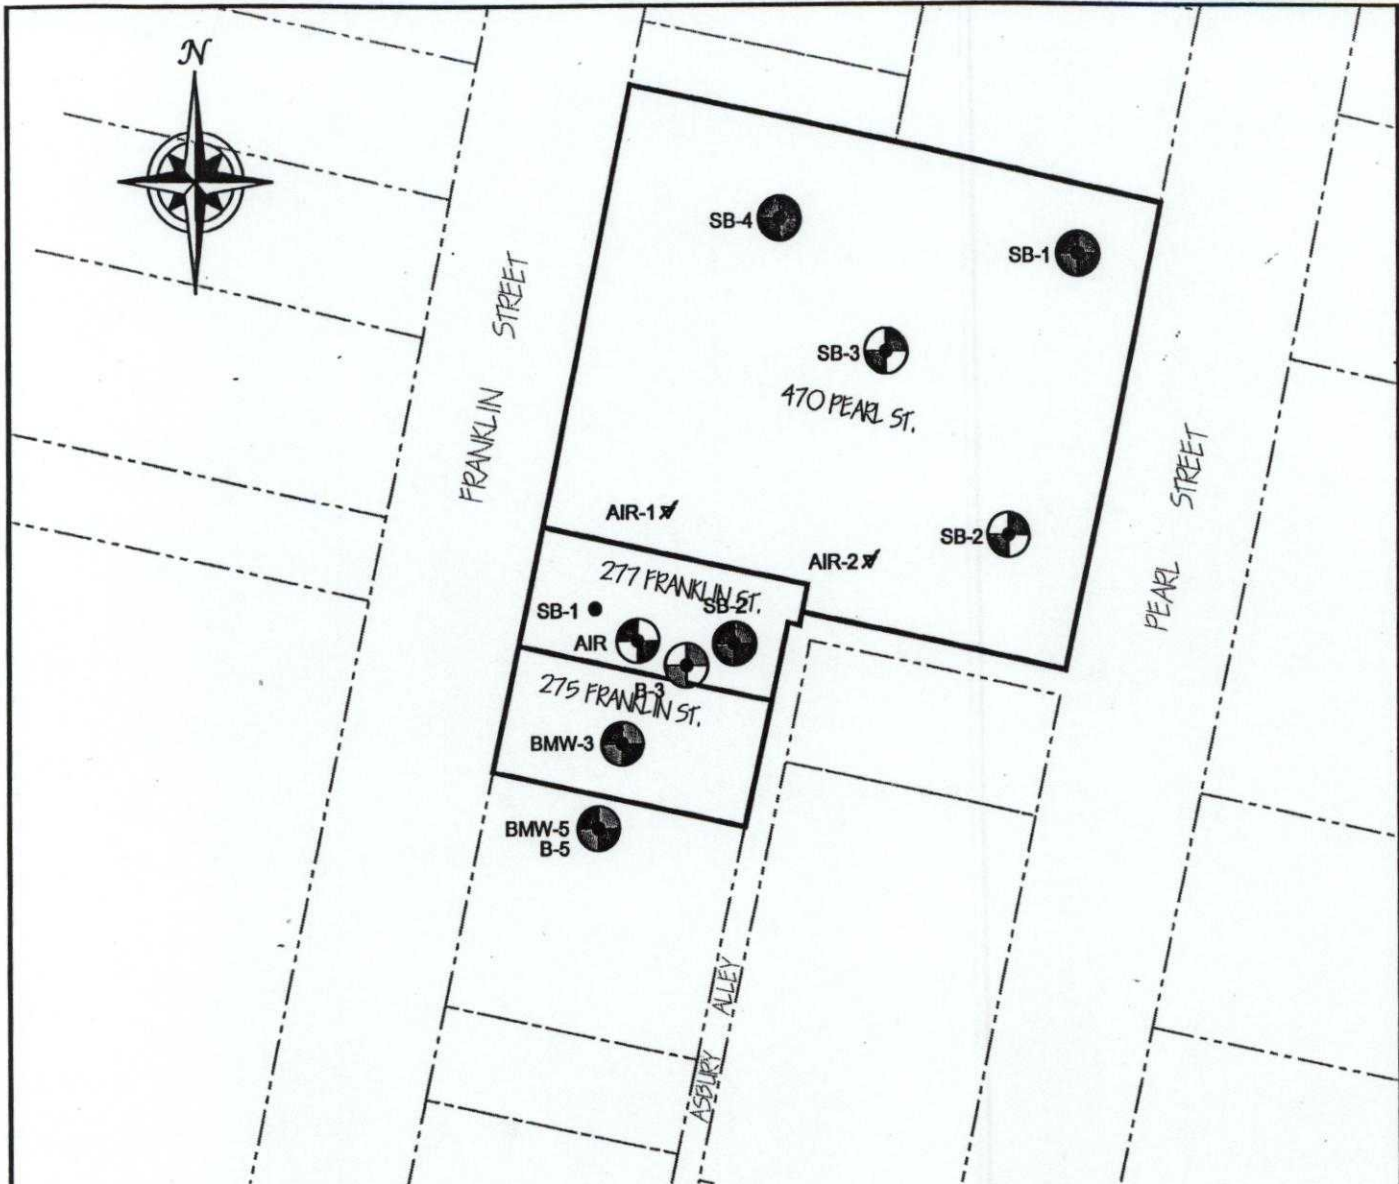 N
SB-4
SB-1
FRANKLIN STREET
SB-3
470 PEARL ST.
PEARL STREET
AIR-1
SB-2
AIR-2
277 FRANKLIN ST.
SB-1
SB-2
AIR
B-3
275 FRANKLIN ST.
BMW-3
BMW-5
B-5
ASBURY ALLEY